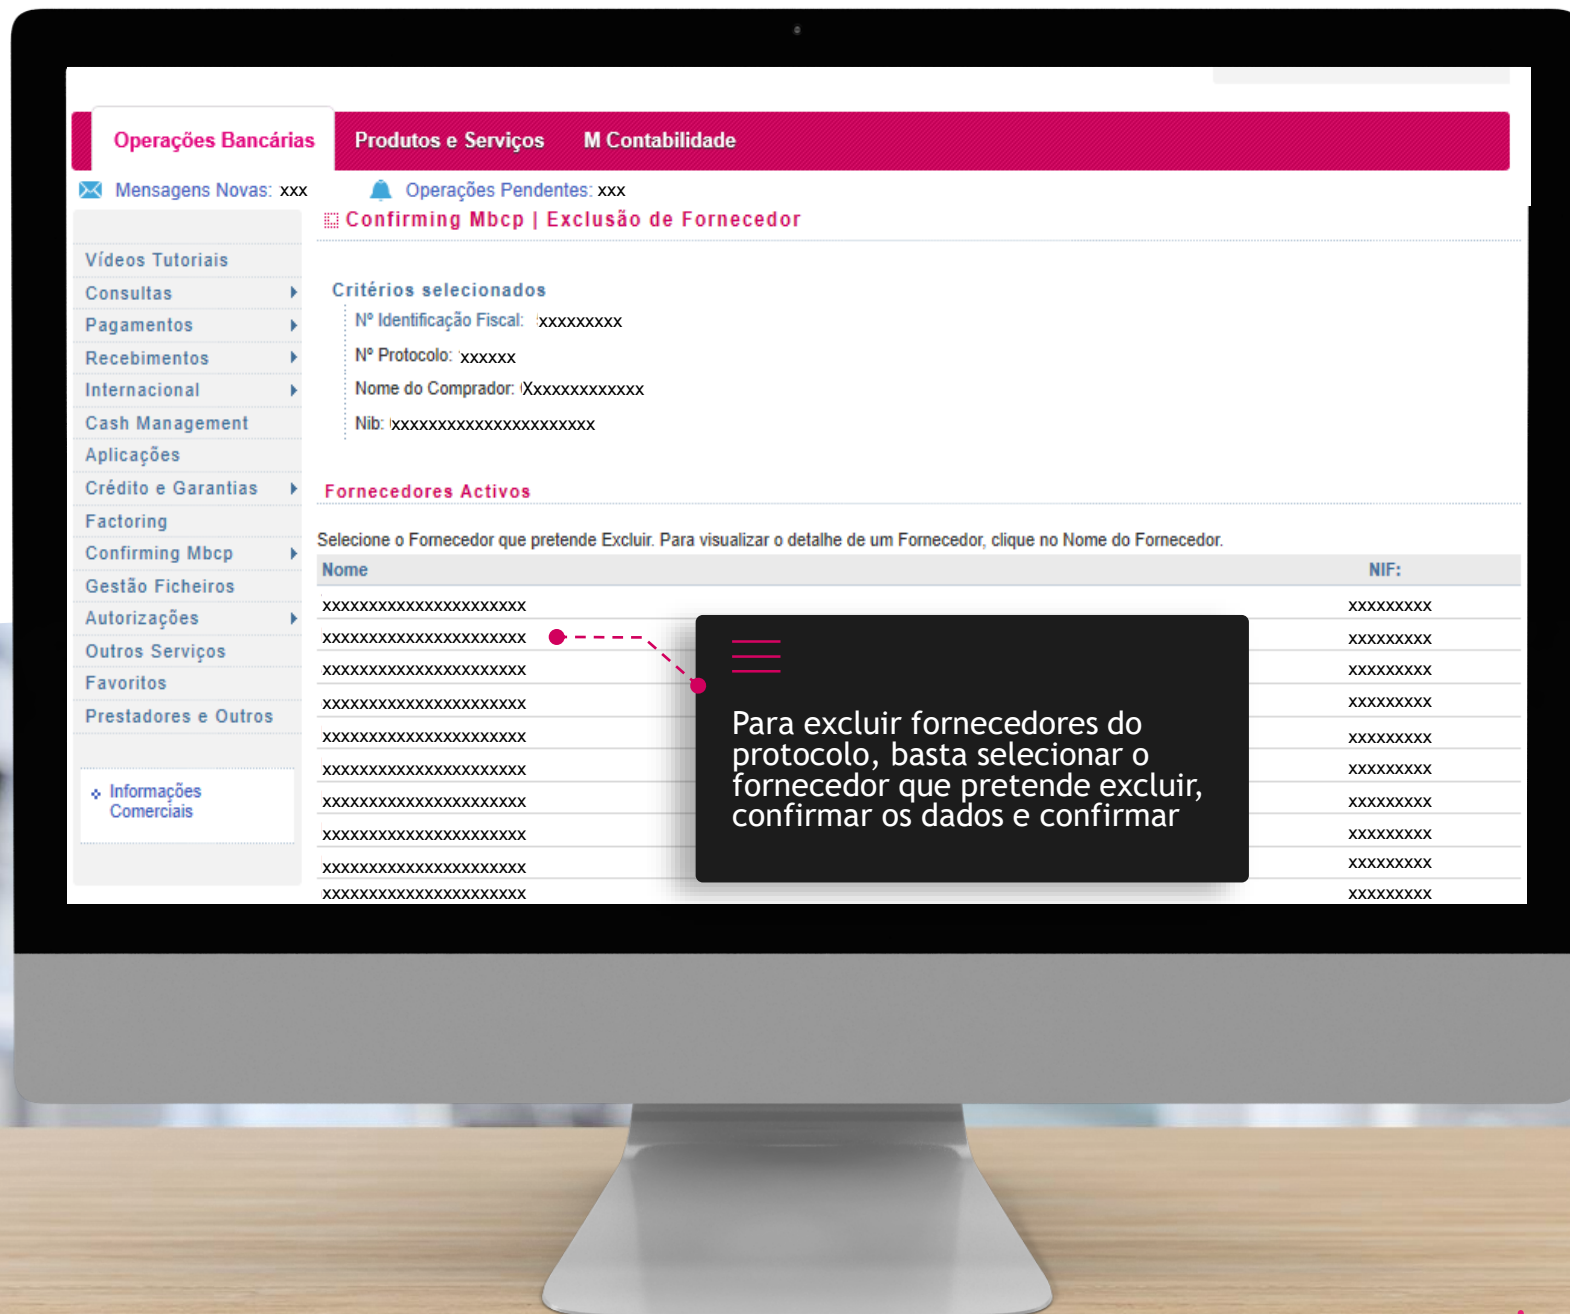 Operações Bancárias Produtos e Serviços M Contabilidade
Mensagens Novas: xxx Operações Pendentes: xxx
Confirming Mbcp | Exclusão de Fornecedor
Vídeos Tutoriais
Consultas
Pagamentos
Recebimentos
Internacional
Cash Management
Aplicações
Crédito e Garantias
Factoring
Confirming Mbcp
Gestão Ficheiros
Autorizações
Outros Serviços
Favoritos
Prestadores e Outros
Informações
Comerciais
Critérios selecionados
Nº Identificação Fiscal: xxxxxxxxx
Nº Protocolo: xxxxxx
Nome do Comprador: Xxxxxxxxxxxxx
Nib: xxxxxxxxxxxxxxxxxxxxxx
Fornecedores Activos
Selecione o Fornecedor que pretende Excluir. Para visualizar o detalhe de um Fornecedor, clique no Nome do Fornecedor.
Nome NIF:
xxxxxxxxxxxxxxxxxxxxxx xxxxxxxxx
xxxxxxxxxxxxxxxxxxxxxx xxxxxxxxx
xxxxxxxxxxxxxxxxxxxxxx xxxxxxxxx
xxxxxxxxxxxxxxxxxxxxxx xxxxxxxxx
xxxxxxxxxxxxxxxxxxxxxx xxxxxxxxx
xxxxxxxxxxxxxxxxxxxxxx xxxxxxxxx
xxxxxxxxxxxxxxxxxxxxxx xxxxxxxxx
xxxxxxxxxxxxxxxxxxxxxx xxxxxxxxx
xxxxxxxxxxxxxxxxxxxxxx xxxxxxxxx
xxxxxxxxxxxxxxxxxxxxxx xxxxxxxxx
Para excluir fornecedores do
protocolo, basta selecionar o
fornecedor que pretende excluir,
confirmar os dados e confirmar